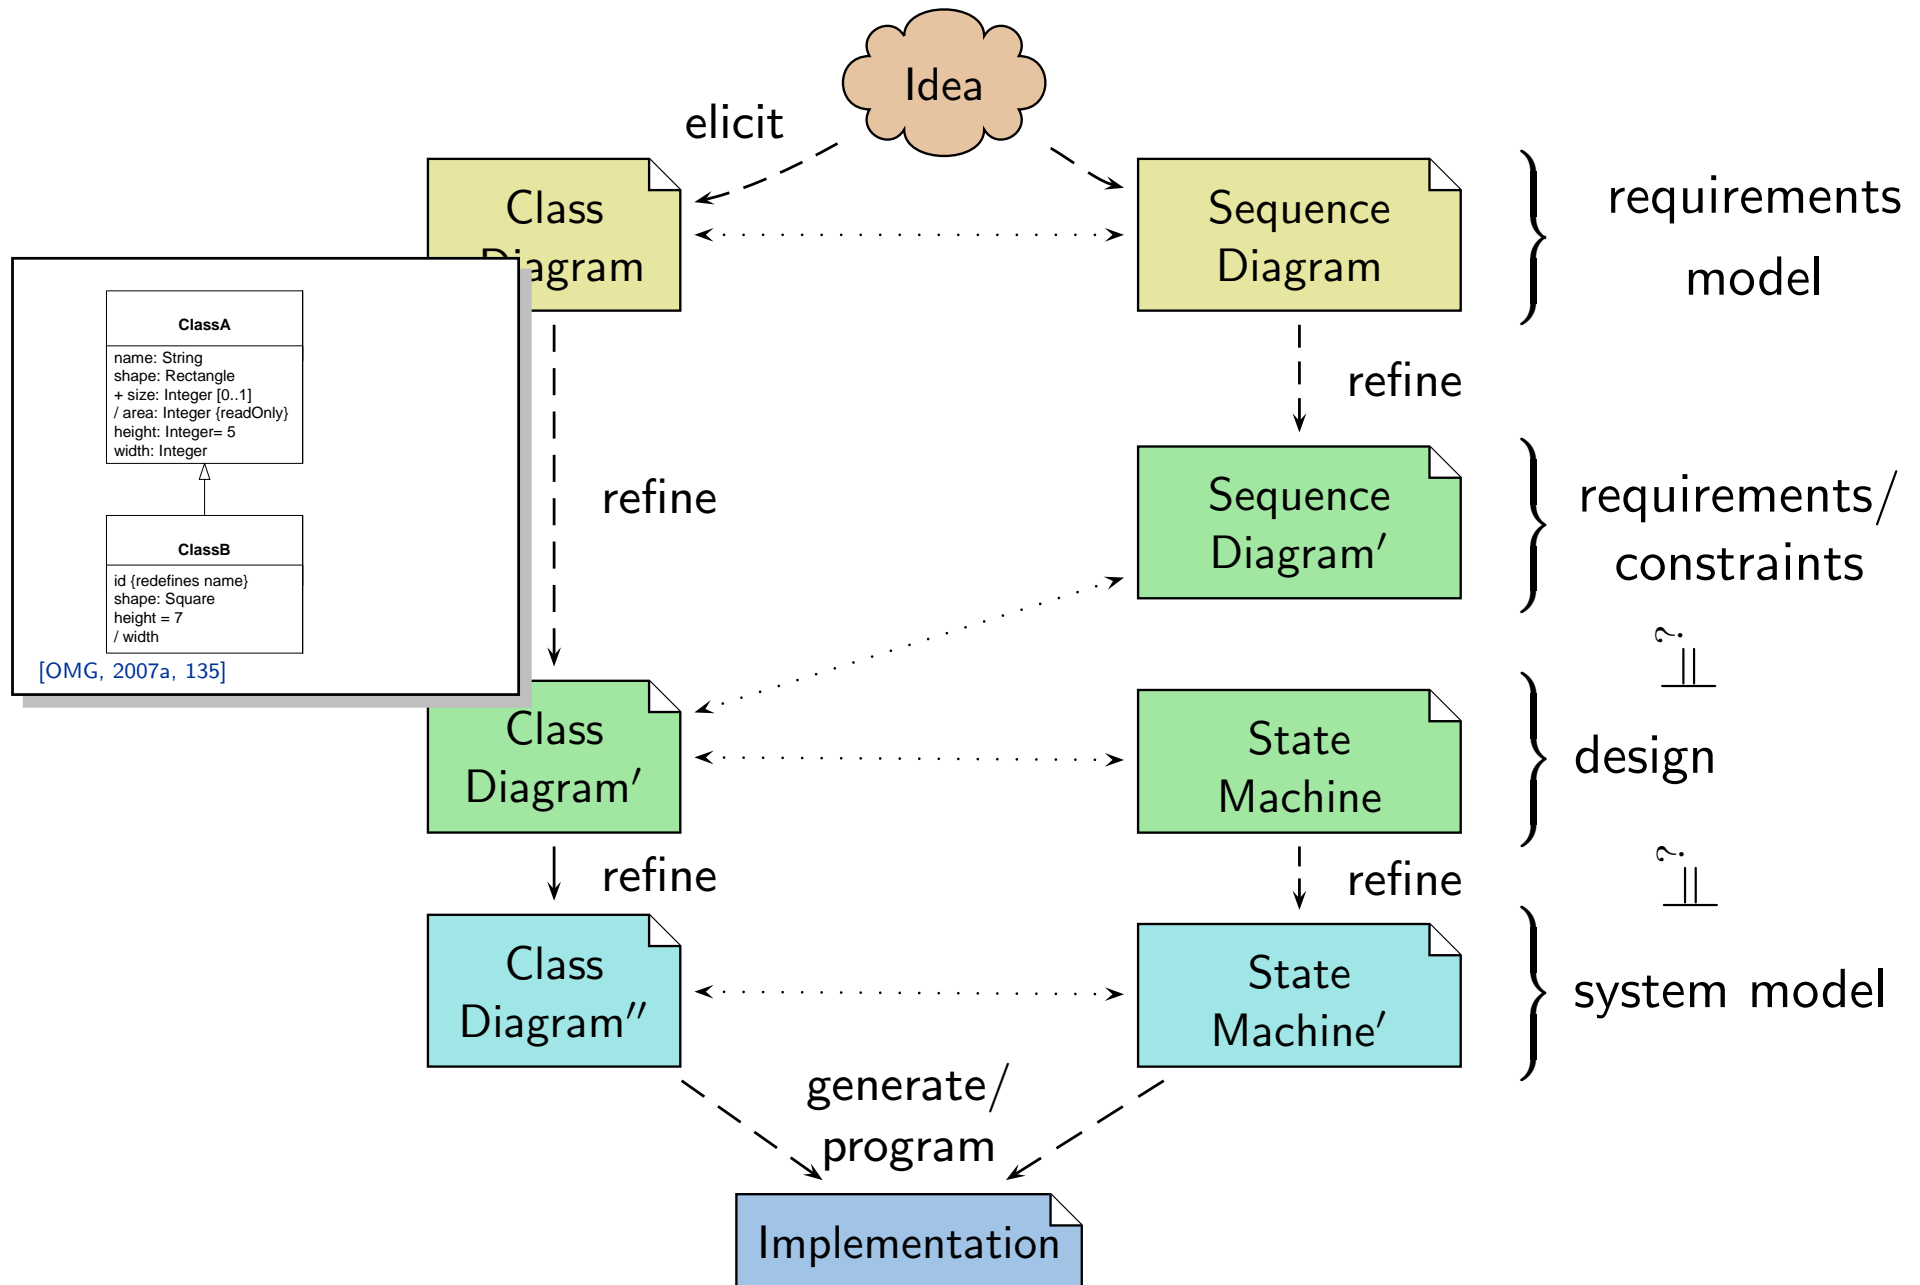 Idea
elicit
Class
Diagram
Sequence
Diagram
requirements
model
ClassA
name: String
shape: Rectangle
+ size: Integer [0..1]
/ area: Integer {readOnly}
height: Integer= 5
width: Integer
ClassB
id {redefines name}
shape: Square
height = 7
/ width
[OMG, 2007a, 135]
refine
refine
Sequence
Diagram′
requirements/
constraints
?
⊨
Class
Diagram′
State
Machine
design
refine
refine
?
⊨
Class
Diagram′′
State
Machine′
system model
generate/
program
Implementation